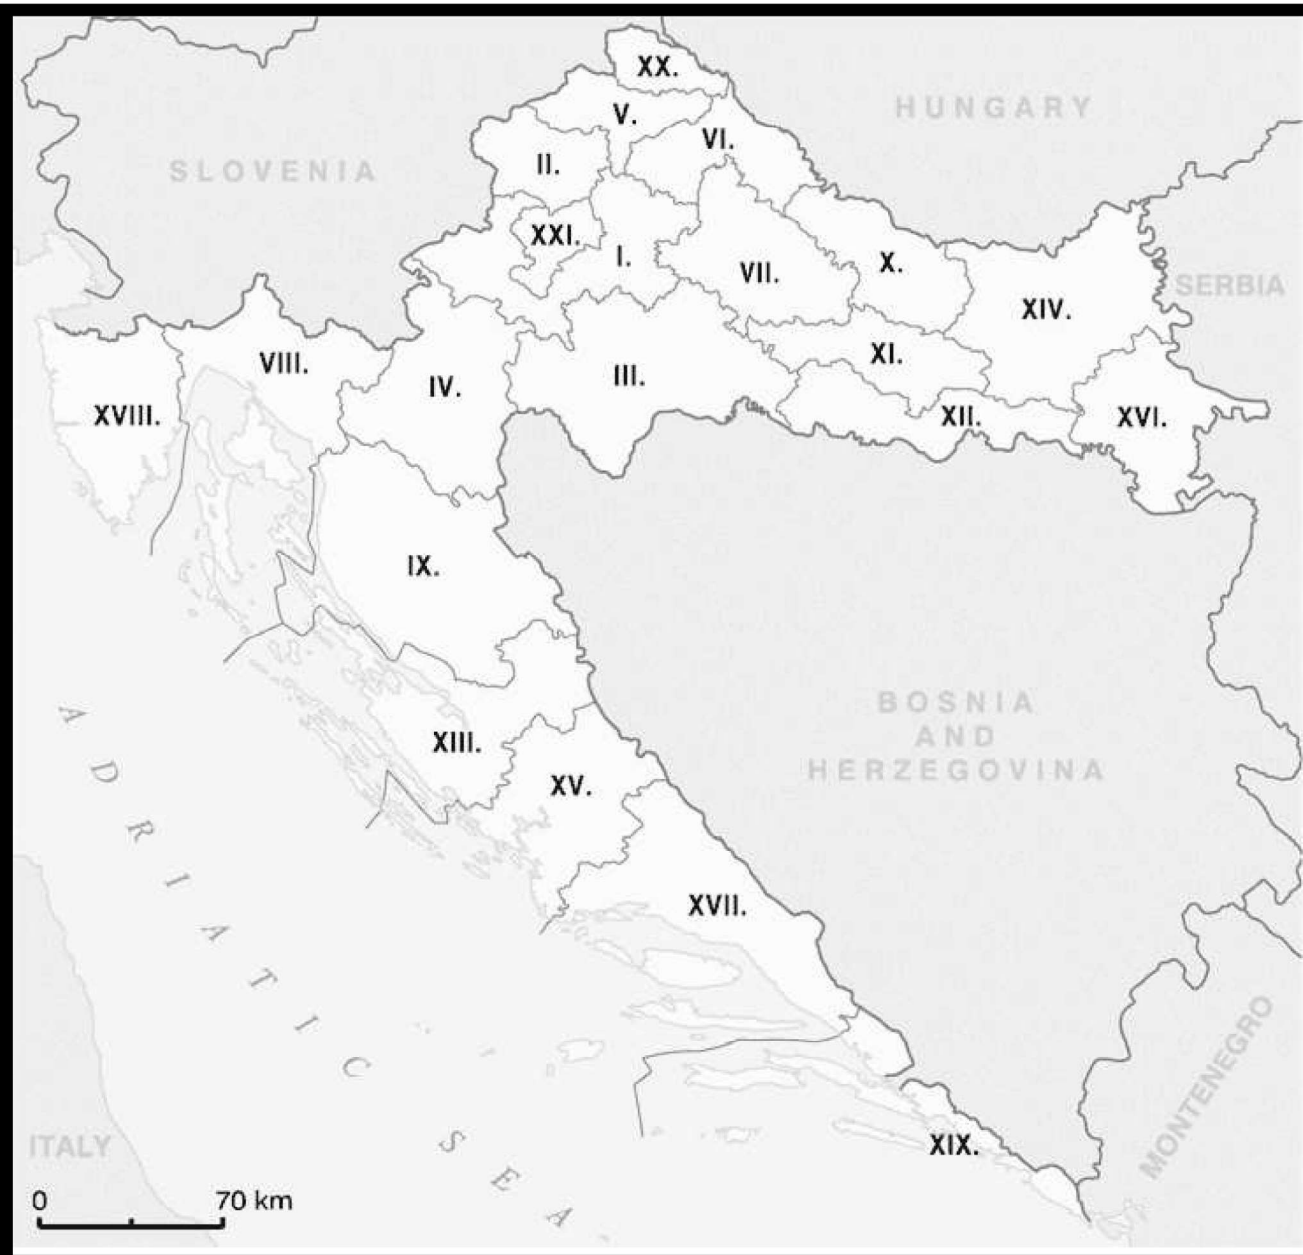 XX.
HUNGARY
V.
VI.
SLOVENIA
II.
XXI.
I.
VII.
X.
SERBIA
XIV.
VIII.
XI.
III.
IV.
XVIII.
XII.
XVI.
IX.
BOSNIA
AND
HERZEGOVINA
XIII.
XV.
XVII.
ADRIATIC SEA
MONTENEGRO
XIX.
ITALY
0 70 km